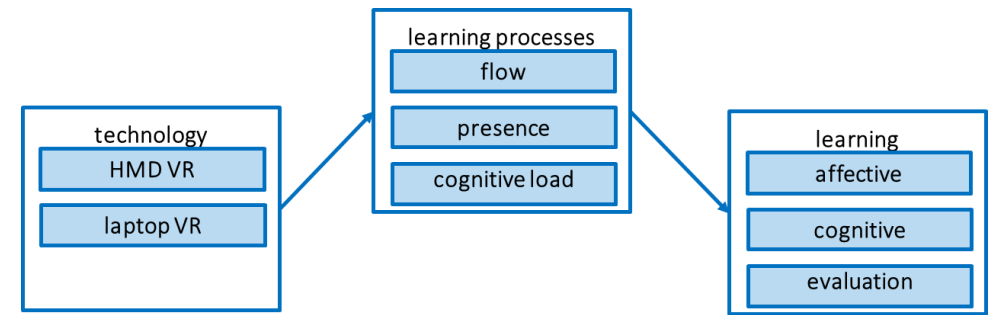 technology
HMD VR
laptop VR
learning processes
flow
presence
cognitive load
learning
affective
cognitive
evaluation